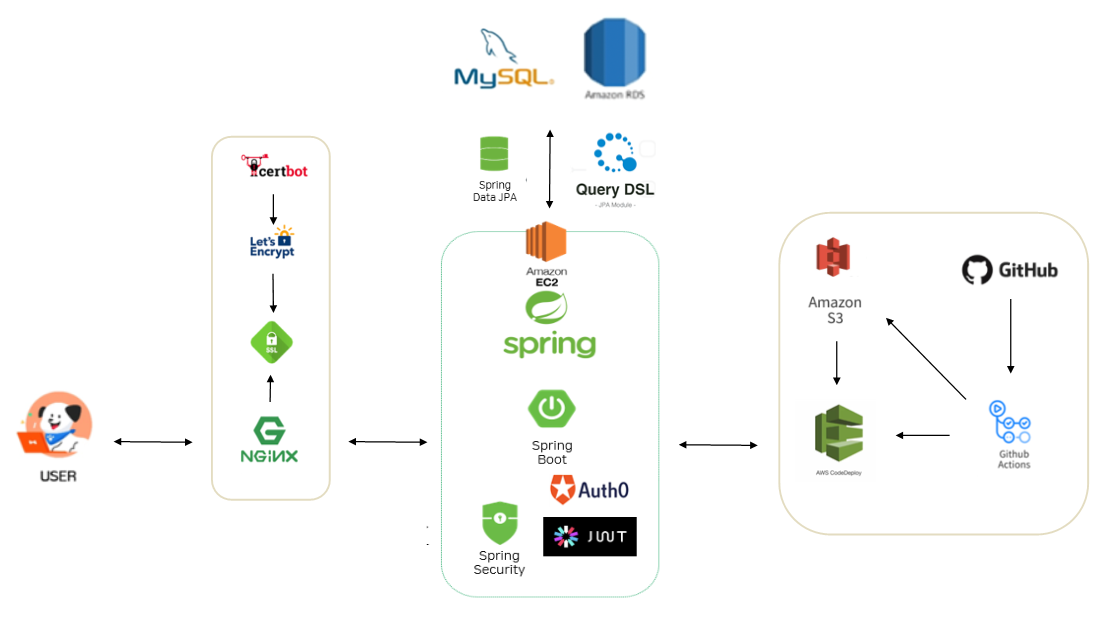 MySQL
Amazon RDS
Spring
Data JPA
Query DSL
- JPA Module -
certbot
Let's
Encrypt
SSL
NGINX
USER
Amazon
EC2
spring
Spring
Boot
Auth0
JWT
Spring
Security
Amazon
S3
GitHub
AWS CodeDeploy
Github
Actions